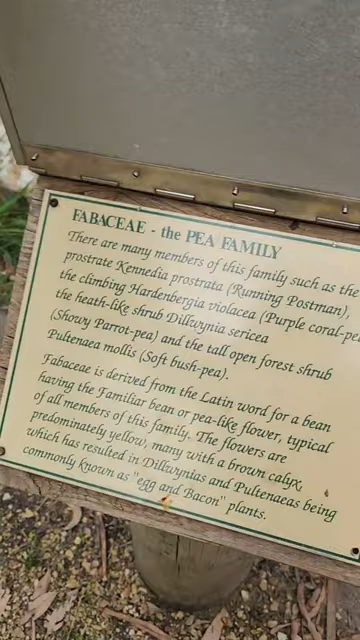 FABACEAE - the PEA FAMILY
There are many members of this family such as the
prostrate Kennedia prostrata (Running Postman),
the climbing Hardenbergia violacea (Purple coral-pea
the heath-like shrub Dillwynia sericea
(Showy Parrot-pea) and the tall open forest shrub
Pultenaea mollis (Soft bush-pea).
Fabaceae is derived from the Latin word for a bean
having the Familiar bean or pea-like flower, typical
of all members of this family. The flowers are
predominately yellow, many with a brown calyx,
which has resulted in Dillwynias and Pultenaeas being
commonly known as "egg and Bacon" plants.